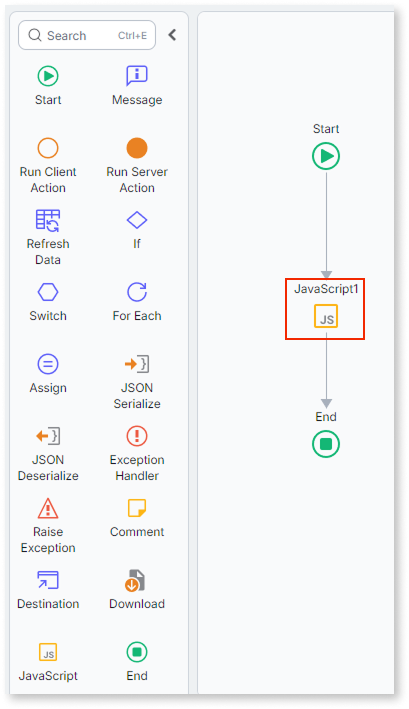 Search Ctrl+E
Start
Message
Run Client
Action
Run Server
Action
Refresh
Data
If
Switch
For Each
Assign
JSON
Serialize
JSON
Deserialize
Exception
Handler
Raise
Exception
Comment
Destination
Download
JS
JavaScript
End
Start
JavaScript1
JS
End